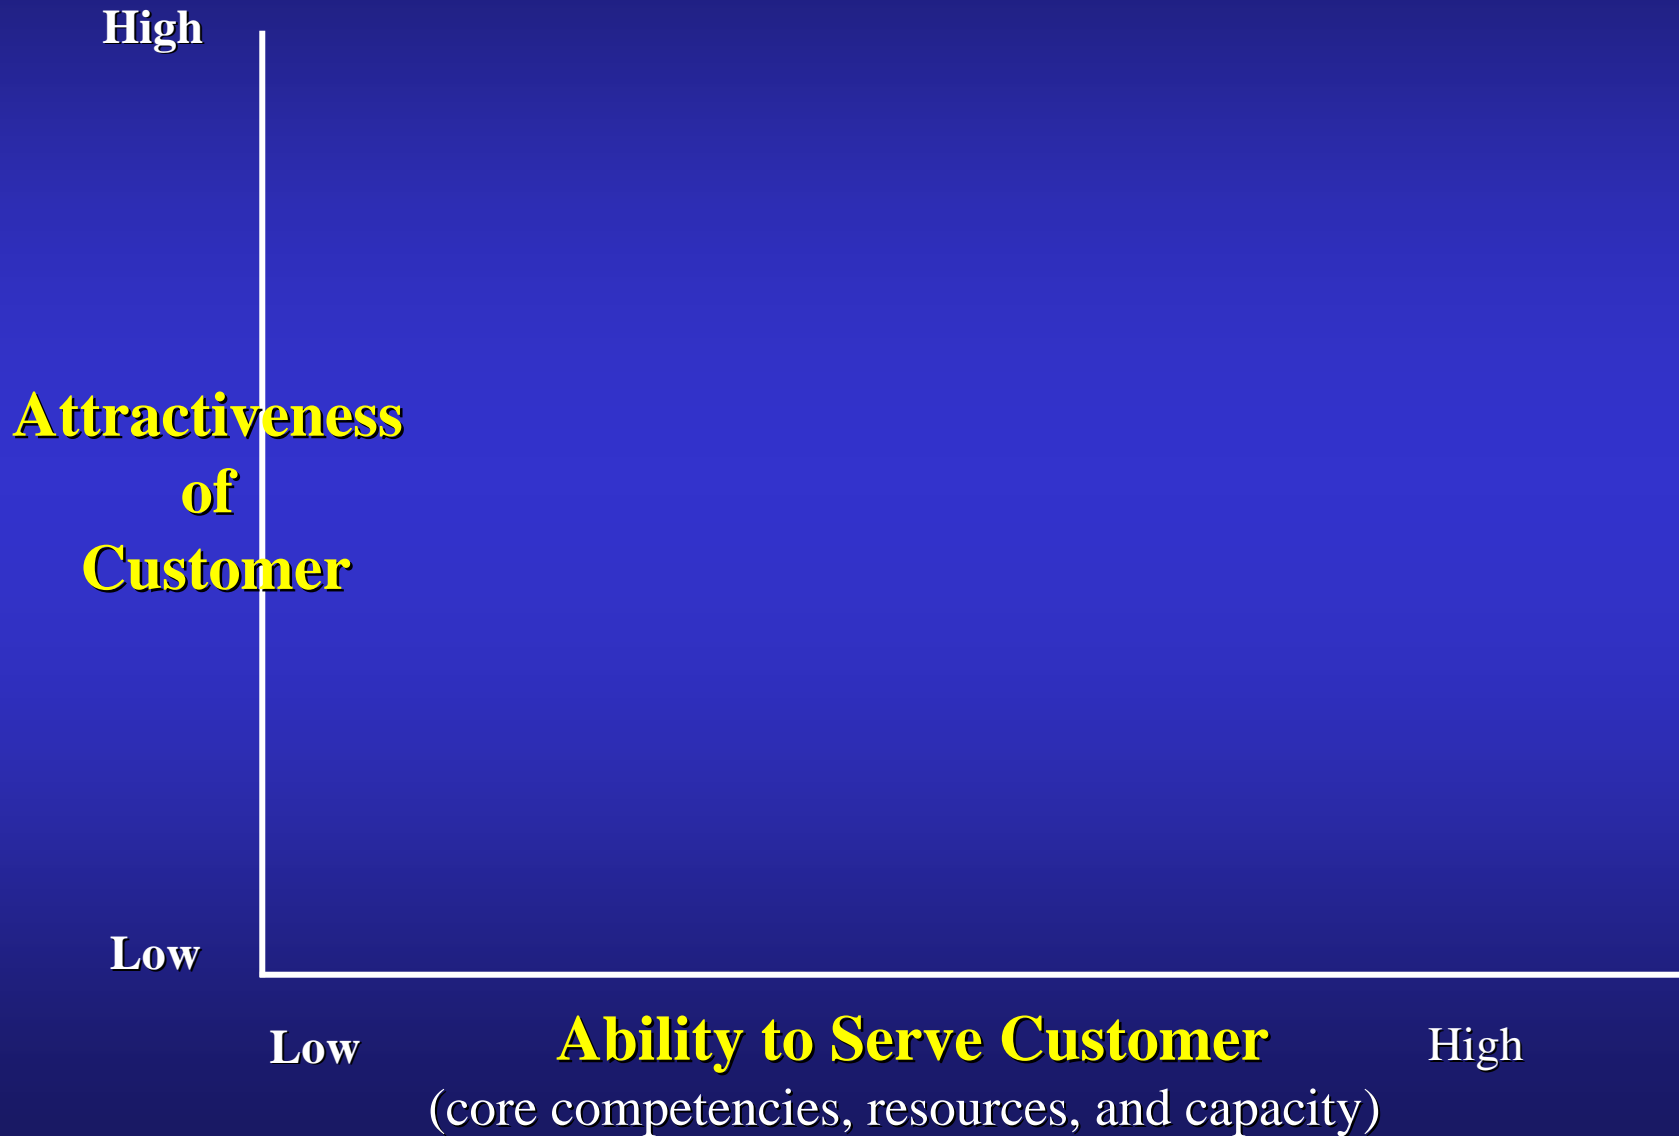 High
Attractiveness
of
Customer
Low
Low Ability to Serve Customer High
(core competencies, resources, and capacity)